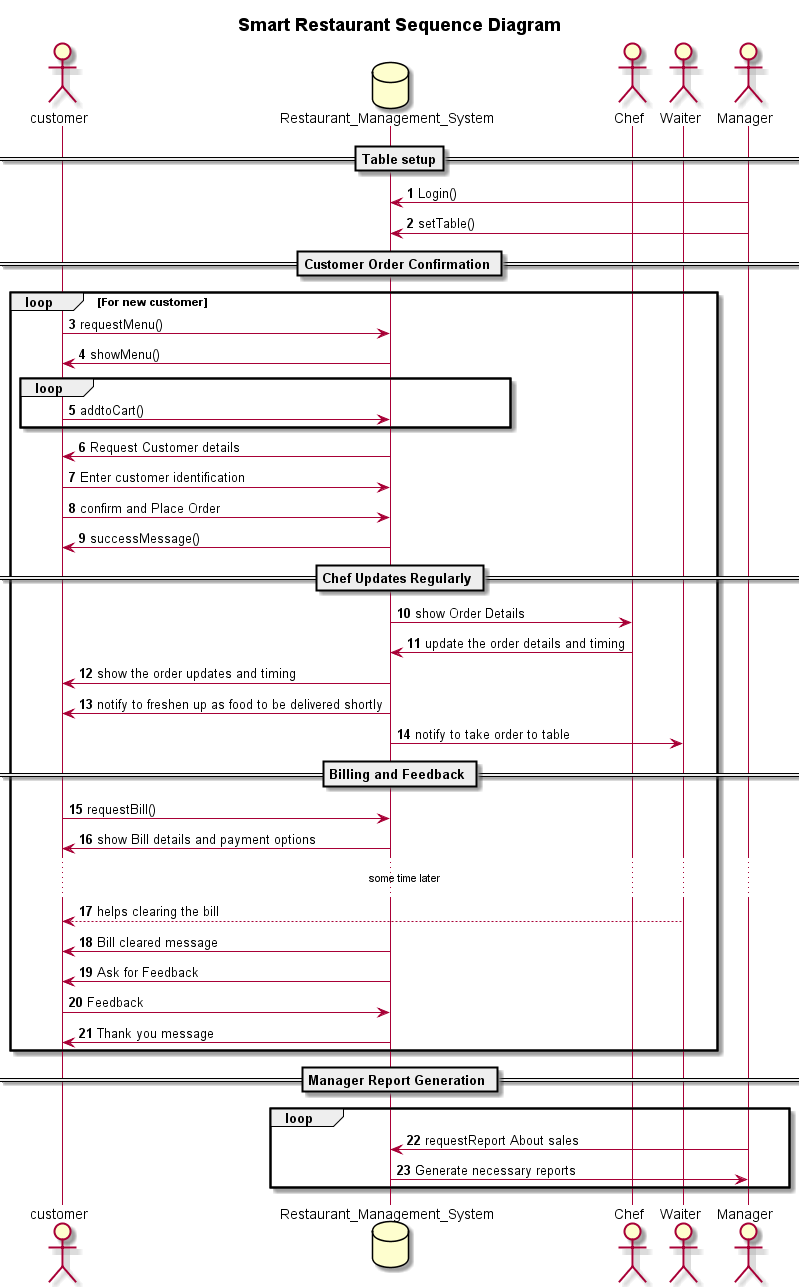 Smart Restaurant Sequence Diagram
customer
Restaurant_Management_System
Chef
Waiter
Manager
Table setup
1 Login()
2 setTable()
Customer Order Confirmation
loop [For new customer]
3 requestMenu()
4 showMenu()
loop
5 addtoCart()
6 Request Customer details
7 Enter customer identification
8 confirm and Place Order
9 successMessage()
Chef Updates Regularly
10 show Order Details
11 update the order details and timing
12 show the order updates and timing
13 notify to freshen up as food to be delivered shortly
14 notify to take order to table
Billing and Feedback
15 requestBill()
16 show Bill details and payment options
some time later
17 helps clearing the bill
18 Bill cleared message
19 Ask for Feedback
20 Feedback
21 Thank you message
Manager Report Generation
loop
22 requestReport About sales
23 Generate necessary reports
customer
Restaurant_Management_System
Chef
Waiter
Manager